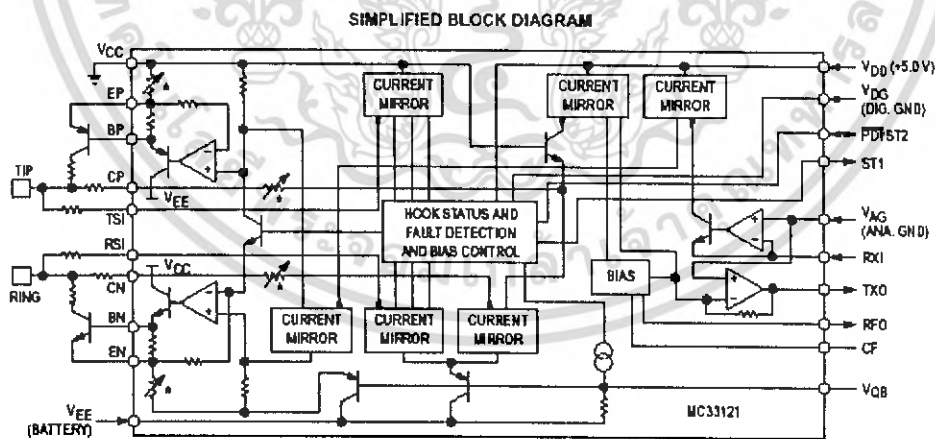 SIMPLIFIED BLOCK DIAGRAM
VCC
EP
BP
TIP
CP
VEE
TSI
RSI
VCC
RING
CN
BN
EN
VEE
(BATTERY)
CURRENT
MIRROR
CURRENT
MIRROR
CURRENT
MIRROR
HOOK STATUS AND
FAULT DETECTION
AND BIAS CONTROL
BIAS
CURRENT
MIRROR
CURRENT
MIRROR
CURRENT
MIRROR
MC33121
VDD (+5.0 V)
VDG
(DIG. GND)
PDI/ST2
ST1
VAG
(ANA. GND)
RXI
TXO
RFO
CF
VQB